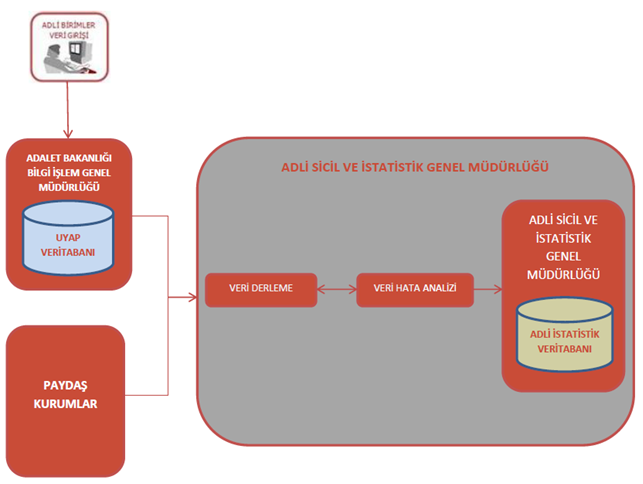 ADLİ BİRİMLER
VERİ GİRİŞİ
ADALET BAKANLIĞI
BİLGİ İŞLEM GENEL
MÜDÜRLÜĞÜ
UYAP
VERİTABANI
PAYDAŞ
KURUMLAR
ADLİ SİCİL VE İSTATİSTİK GENEL MÜDÜRLÜĞÜ
VERİ DERLEME
VERİ HATA ANALİZİ
ADLİ SİCİL VE
İSTATİSTİK
GENEL
MÜDÜRLÜĞÜ
ADLİ İSTATİSTİK
VERİTABANI